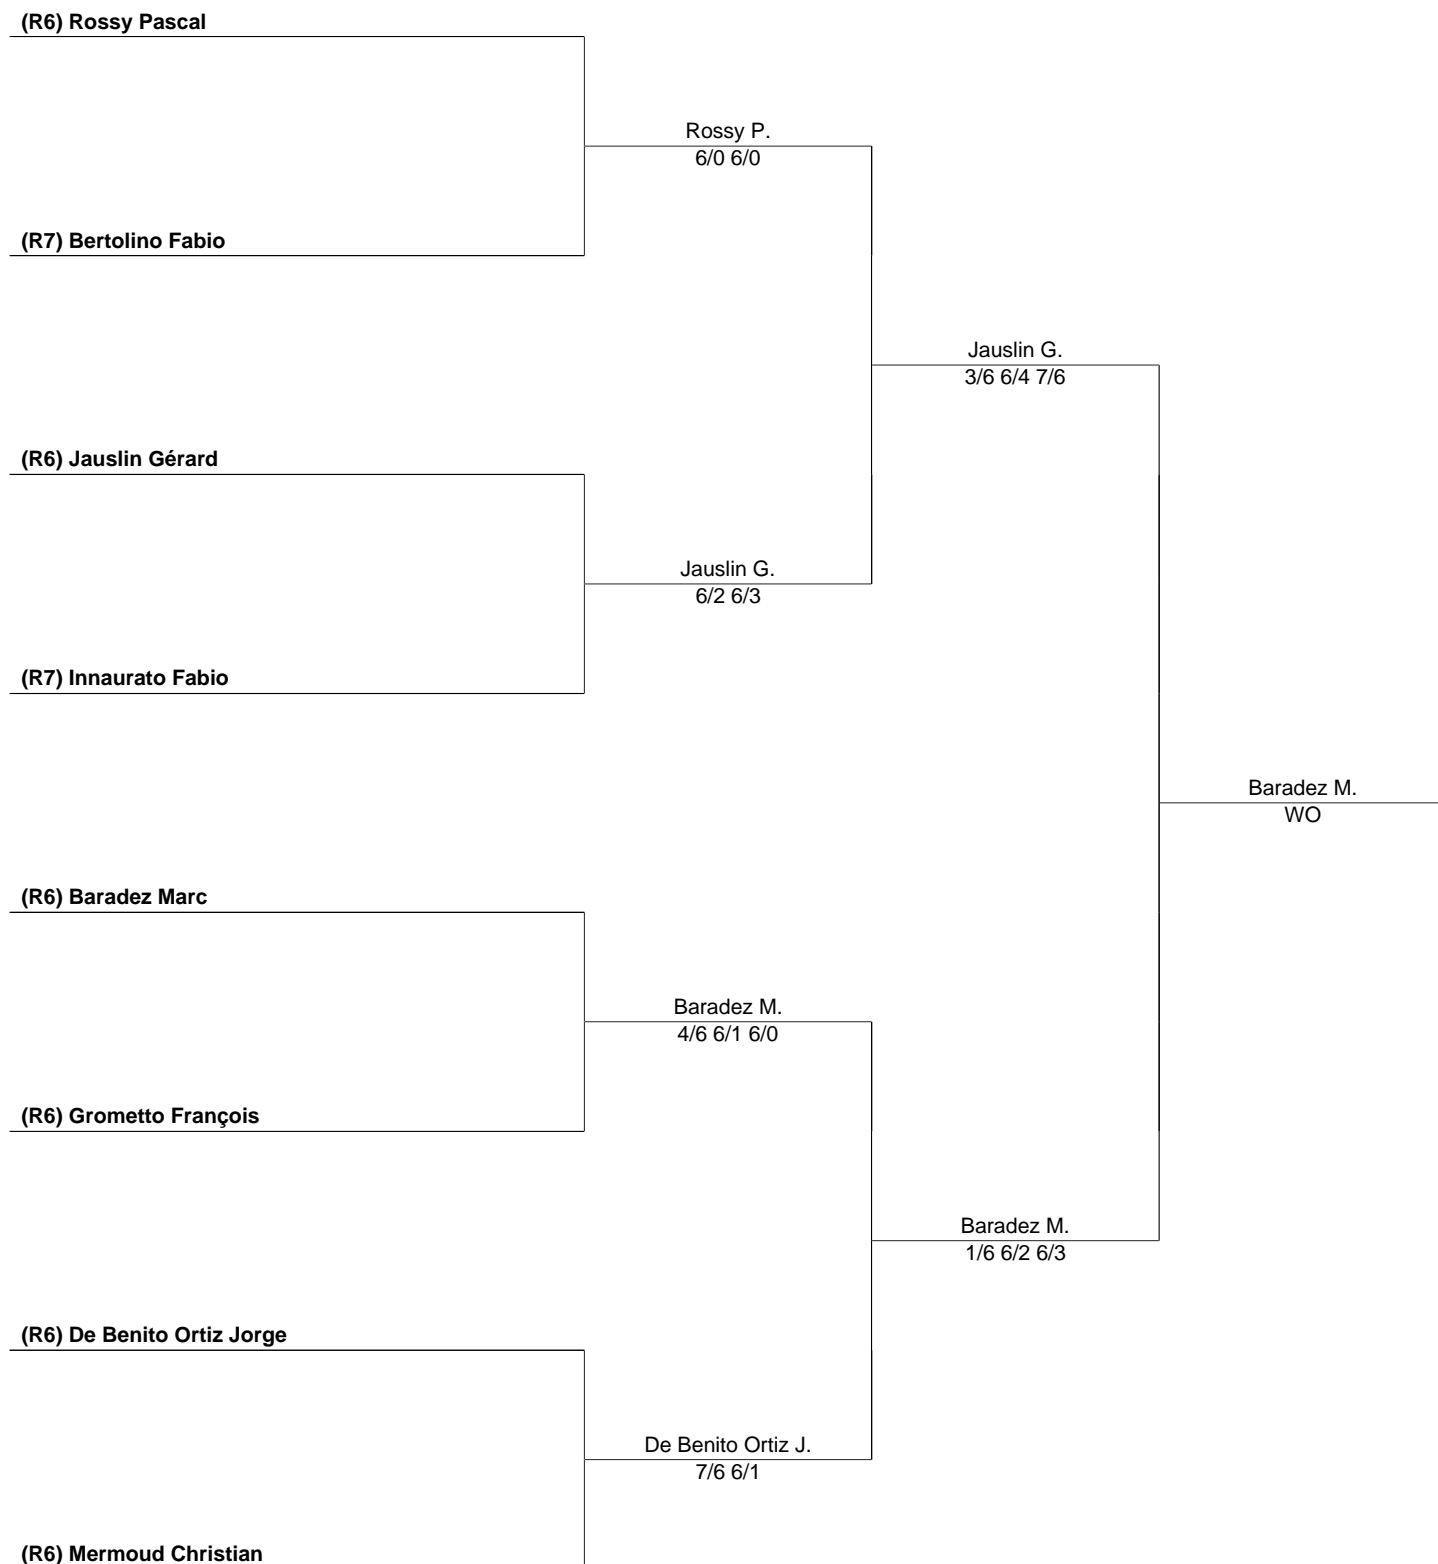 (R6) Rossy Pascal
Rossy P.
6/0 6/0
(R7) Bertolino Fabio
Jauslin G.
3/6 6/4 7/6
(R6) Jauslin Gérard
Jauslin G.
6/2 6/3
(R7) Innaurato Fabio
Baradez M.
WO
(R6) Baradez Marc
Baradez M.
4/6 6/1 6/0
(R6) Grometto François
Baradez M.
1/6 6/2 6/3
(R6) De Benito Ortiz Jorge
De Benito Ortiz J.
7/6 6/1
(R6) Mermoud Christian